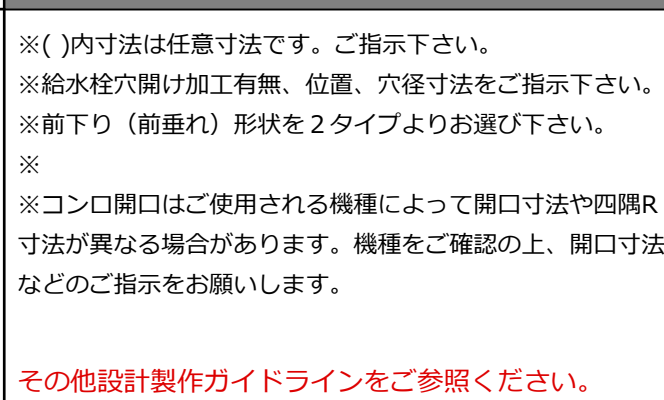 ※( )内寸法は任意寸法です。ご指示下さい。
※給水栓穴開け加工有無、位置、穴径寸法をご指示下さい。
※前下り（前垂れ）形状を２タイプよりお選び下さい。
※
※コンロ開口はご使用される機種によって開口寸法や四隅R
寸法が異なる場合があります。機種をご確認の上、開口寸法
などのご指示をお願いします。
その他設計製作ガイドラインをご参照ください。